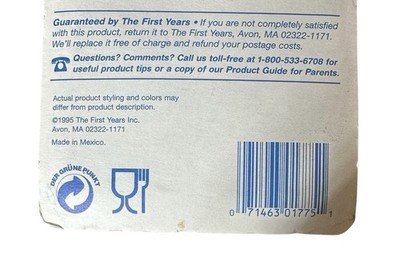 Guaranteed by The First Years • If you are not completely satisfied
with this product, return it to The First Years, Avon, MA 02322-1171.
We'll replace it free of charge and refund your postage costs.
Questions? Comments? Call us toll-free at 1-800-533-6708 for
useful product tips or a copy of our Product Guide for Parents.
Actual product styling and colors may
differ from product description.
©1995 The First Years Inc.
Avon, MA 02322-1171
Made in Mexico.
DER GRÜNE PUNKT
0 71463 01775 1